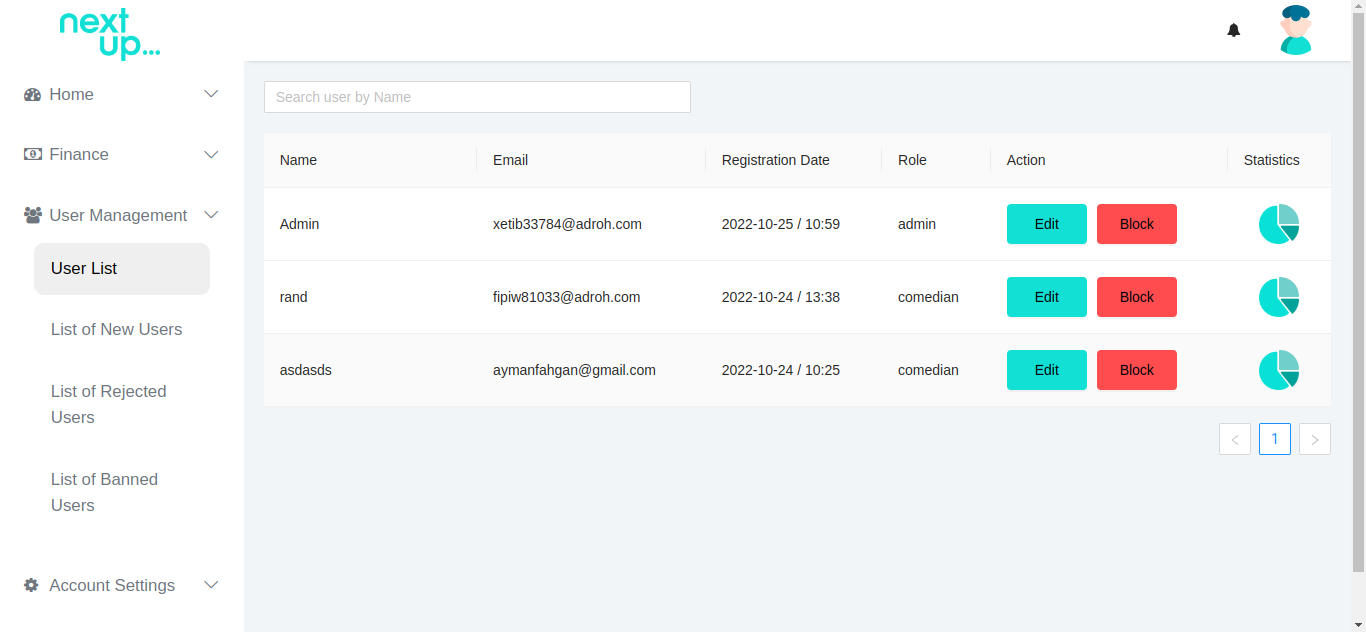 next
up...
Home
Finance
User Management
User List
List of New Users
List of Rejected
Users
List of Banned
Users
Account Settings
Search user by Name
Name Email Registration Date Role Action Statistics
Admin xetib33784@adroh.com 2022-10-25 / 10:59 admin Edit Block
rand fipiw81033@adroh.com 2022-10-24 / 13:38 comedian Edit Block
asdasds aymanfahgan@gmail.com 2022-10-24 / 10:25 comedian Edit Block
< 1 >